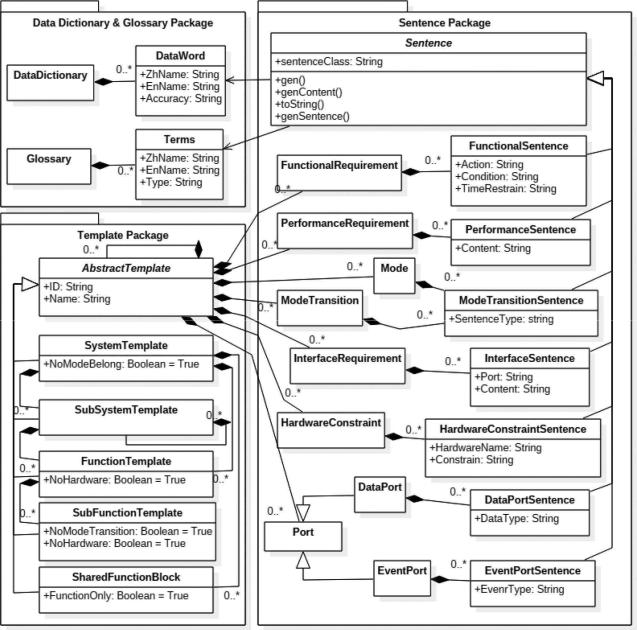 Data Dictionary & Glossary Package
DataDictionary
0..*
DataWord
+ZhName: String
+EnName: String
+Accuracy: String
Glossary
0..*
Terms
+ZhName: String
+EnName: String
+Type: String
Template Package
0..*
AbstractTemplate
+ID: String
+Name: String
SystemTemplate
+NoModeBelong: Boolean = True
SubSystemTemplate
0..*
0..*
FunctionTemplate
+NoHardware: Boolean = True
0..*
0..*
SubFunctionTemplate
+NoModeTransition: Boolean = True
+NoHardware: Boolean = True
0..*
SharedFunctionBlock
+FunctionOnly: Boolean = True
0..*
Sentence Package
Sentence
+sentenceClass: String
+gen()
+genContent()
+toString()
+genSentence()
FunctionalRequirement
0..*
0..*
FunctionalSentence
+Action: String
+Condition: String
+TimeRestrain: String
PerformanceRequirement
0..*
0..*
PerformanceSentence
+Content: String
0..*
Mode
0..*
ModeTransition
0..*
0..*
ModeTransitionSentence
+SentenceType: string
0..*
InterfaceRequirement
0..*
InterfaceSentence
+Port: String
+Content: String
0..*
HardwareConstraint
0..*
HardwareConstraintSentence
+HardwareName: String
+Constrain: String
DataPort
0..*
DataPortSentence
+DataType: String
0..*
Port
EventPort
0..*
EventPortSentence
+EvenrType: String